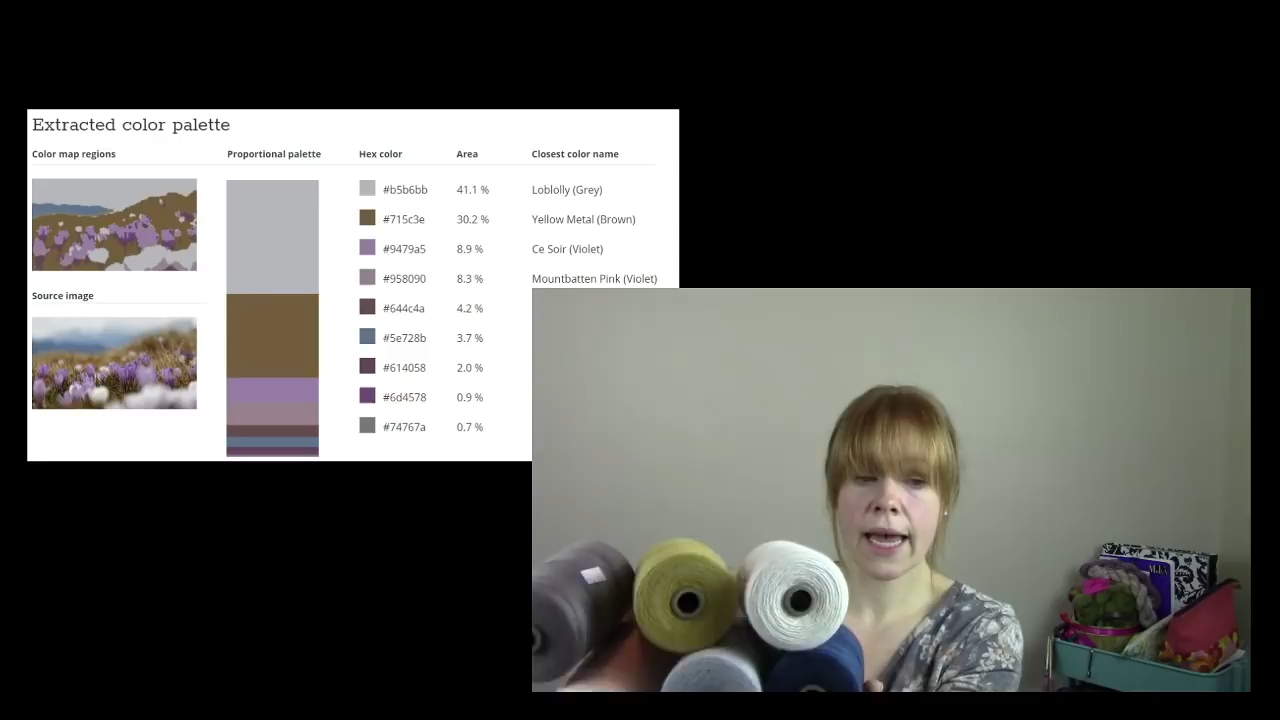 Extracted color palette
Color map regions Proportional palette Hex color Area Closest color name
#b5b6bb 41.1 % Loblolly (Grey)
#715c3e 30.2 % Yellow Metal (Brown)
#9479a5 8.9 % Ce Soir (Violet)
#958090 8.3 % Mountbatten Pink (Violet)
Source image
#644c4a 4.2 %
#5e728b 3.7 %
#614058 2.0 %
#6d4578 0.9 %
#74767a 0.7 %